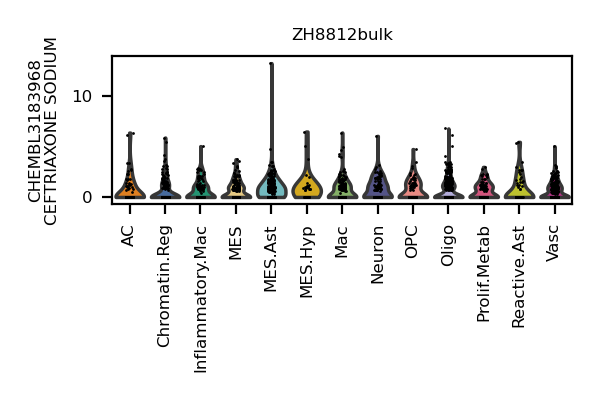 ZH8812bulk
CHEMBL3183968
CEFTRIAXONE SODIUM
10
0
AC
Chromatin.Reg
Inflammatory.Mac
MES
MES.Ast
MES.Hyp
Mac
Neuron
OPC
Oligo
Prolif.Metab
Reactive.Ast
Vasc